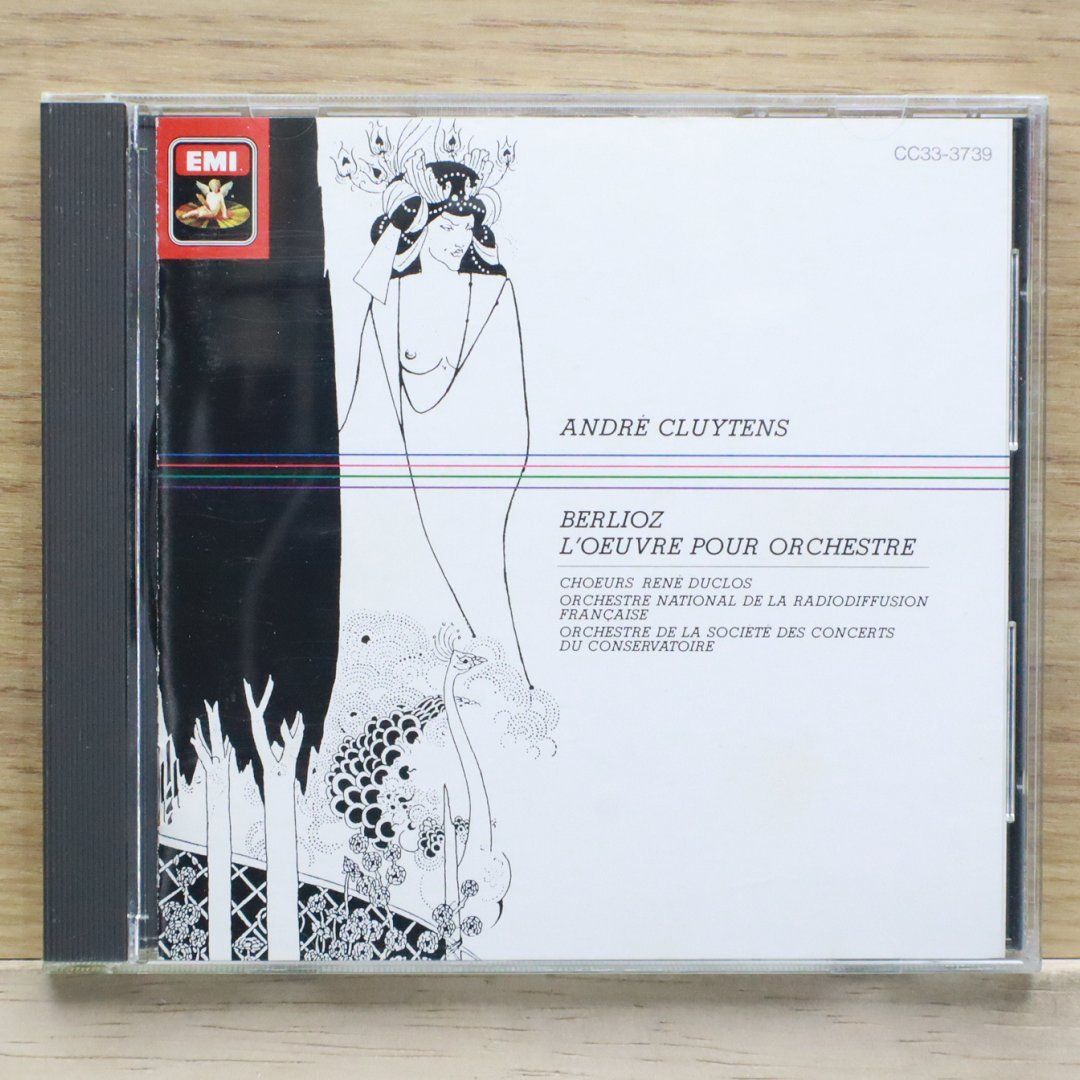 EMI
CC33-3739
ANDRÉ CLUYTENS
BERLIOZ
L'OEUVRE POUR ORCHESTRE
CHOEURS RENÉ DUCLOS
ORCHESTRE NATIONAL DE LA RADIODIFFUSION
FRANÇAISE
ORCHESTRE DE LA SOCIÉTÉ DES CONCERTS
DU CONSERVATOIRE